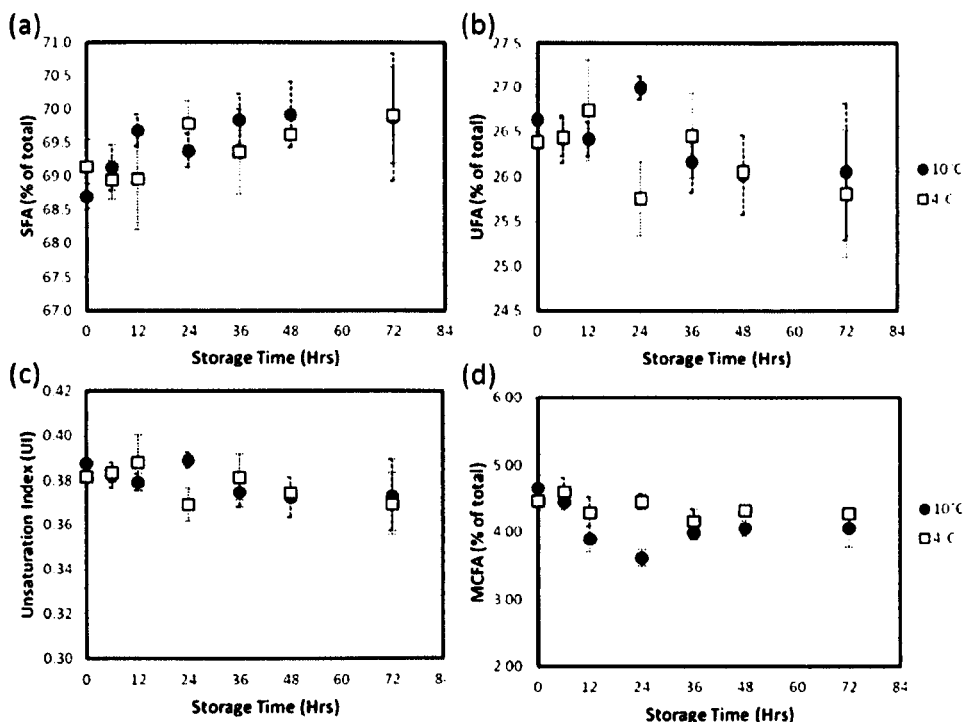 (a)
SFA (% of total)
71.0
70.5
70.0
69.5
69.0
68.5
68.0
67.5
67.0
0 12 24 36 48 60 72 84
Storage Time (Hrs)
(b)
UFA (% of total)
27.5
27.0
26.5
26.0
25.5
25.0
24.5
0 12 24 36 48 60 72 84
Storage Time (Hrs)
10°C
4°C
(c)
Unsaturation Index (UI)
0.42
0.40
0.38
0.36
0.34
0.32
0.30
0 12 24 36 48 60 72 84
Storage Time (Hrs)
(d)
MCFA (% of total)
6.00
5.00
4.00
3.00
2.00
0 12 24 36 48 60 72 84
Storage Time (Hrs)
10°C
4°C